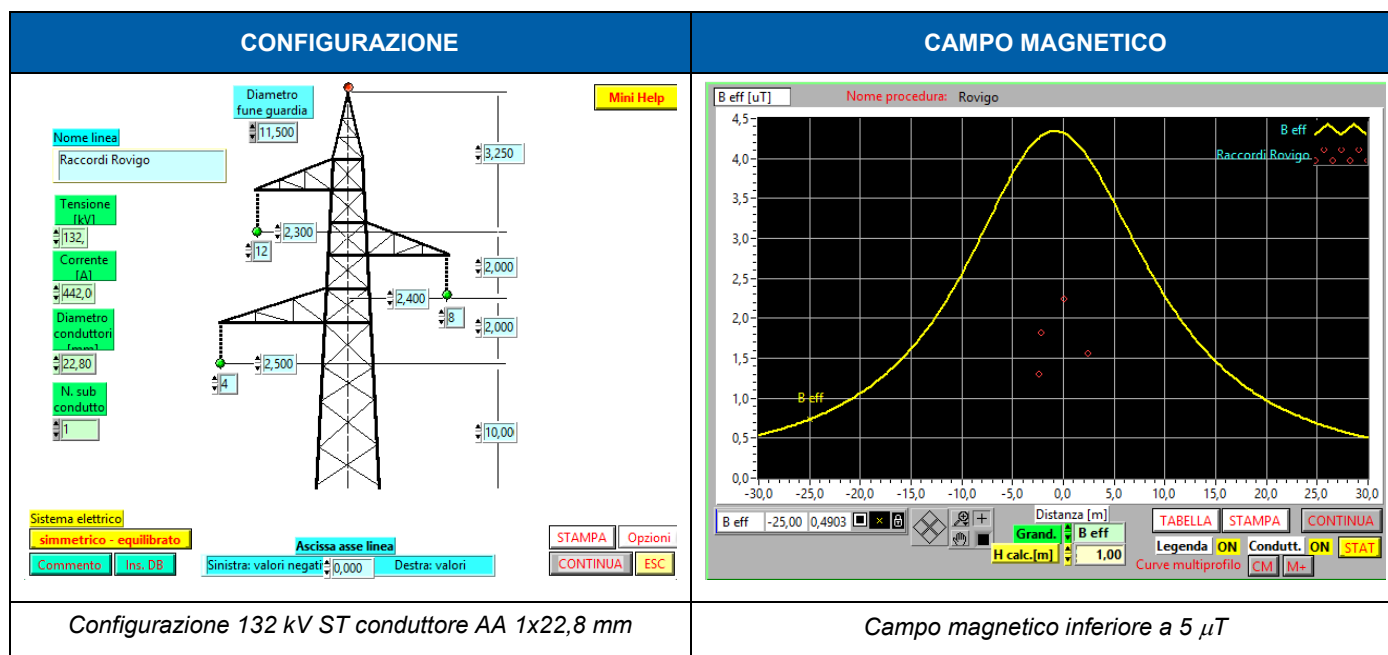 CONFIGURAZIONE
CAMPO MAGNETICO
Diametro
fune guardia
11,500
Mini Help
Nome linea
Raccordi Rovigo
3,250
Tensione
[kV]
132,
2,300
12
Corrente
[A]
442,0
2,000
2,400
8
Diametro
conduttori
[mm]
22,80
2,000
2,500
4
N. sub
condutto
1
10,00
Sistema elettrico
simmetrico - equilibrato
Commento
Ins. DB
Ascissa asse linea
Sinistra: valori negati
0,000
Destra: valori
STAMPA
Opzioni
CONTINUA
ESC
B eff [uT]
Nome procedura: Rovigo
4,5
4,0
3,5
3,0
2,5
2,0
1,5
1,0
0,5
0,0
B eff
Raccordi Rovigo
B eff
-30,0 -25,0 -20,0 -15,0 -10,0 -5,0 0,0 5,0 10,0 15,0 20,0 25,0 30,0
Distanza [m]
B eff -25,00 0,4903
Grand. B eff
H calc.[m] 1,00
TABELLA STAMPA CONTINUA
Legenda ON Condutt. ON STAT
Curve multiprofilo CM M+
Configurazione 132 kV ST conduttore AA 1x22,8 mm
Campo magnetico inferiore a 5 μT